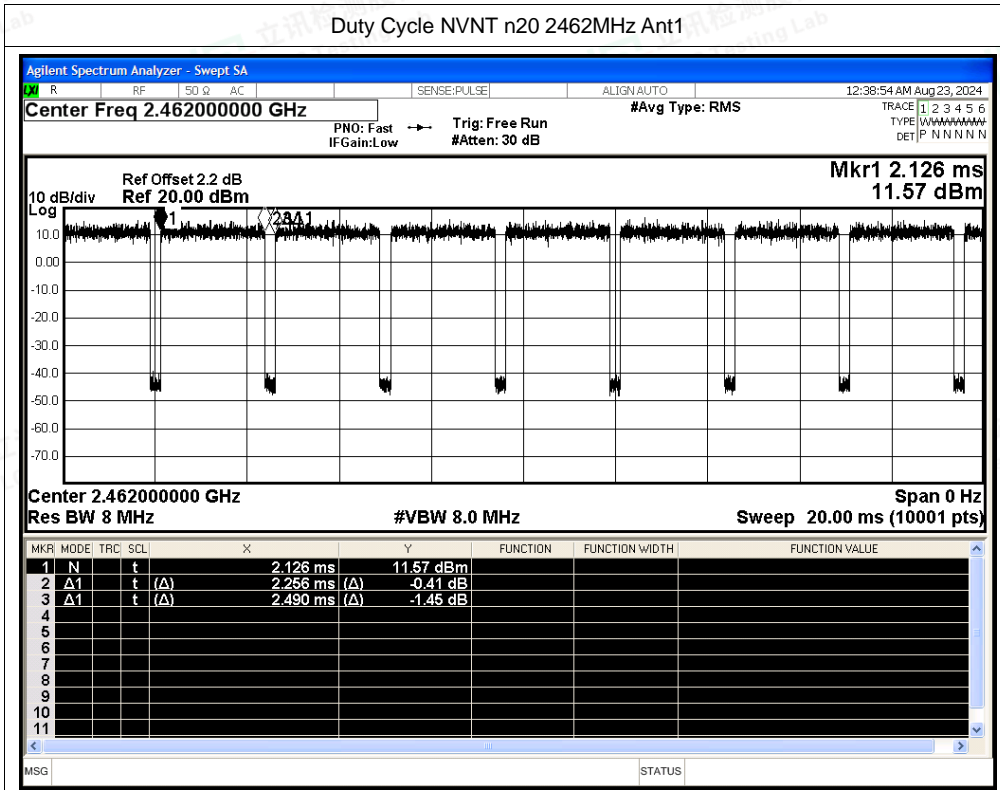 Duty Cycle NVNT n20 2462MHz Ant1
Agilent Spectrum Analyzer - Swept SA
LXI R RF 50 Ω AC SENSE:PULSE ALIGN AUTO 12:38:54 AM Aug 23, 2024
Center Freq 2.462000000 GHz #Avg Type: RMS TRACE 1 2 3 4 5 6
PNO: Fast Trig: Free Run TYPE WWWWWW
IFGain:Low #Atten: 30 dB DET P N N N N N
Mkr1 2.126 ms
Ref Offset 2.2 dB
10 dB/div Ref 20.00 dBm 11.57 dBm
Log
1 2Δ1 3Δ1
10.0
0.00
-10.0
-20.0
-30.0
-40.0
-50.0
-60.0
-70.0
Center 2.462000000 GHz Span 0 Hz
Res BW 8 MHz #VBW 8.0 MHz Sweep 20.00 ms (10001 pts)
MKR MODE TRC SCL X Y FUNCTION FUNCTION WIDTH FUNCTION VALUE
1 N t 2.126 ms 11.57 dBm
2 Δ1 t (Δ) 2.256 ms (Δ) -0.41 dB
3 Δ1 t (Δ) 2.490 ms (Δ) -1.45 dB
4
5
6
7
8
9
10
11
MSG STATUS